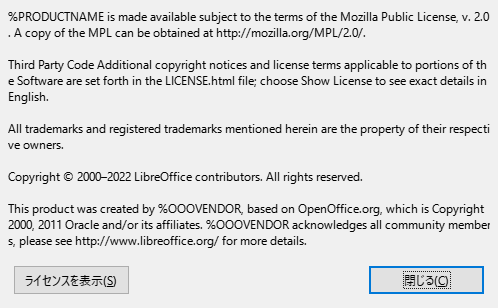 %PRODUCTNAME is made available subject to the terms of the Mozilla Public License, v. 2.0
. A copy of the MPL can be obtained at http://mozilla.org/MPL/2.0/.
Third Party Code Additional copyright notices and license terms applicable to portions of th
e Software are set forth in the LICENSE.html file; choose Show License to see exact details in
English.
All trademarks and registered trademarks mentioned herein are the property of their respecti
ve owners.
Copyright © 2000–2022 LibreOffice contributors. All rights reserved.
This product was created by %OOOVENDOR, based on OpenOffice.org, which is Copyright
2000, 2011 Oracle and/or its affiliates. %OOOVENDOR acknowledges all community member
s, please see http://www.libreoffice.org/ for more details.
ライセンスを表示(S) 閉じる(C)